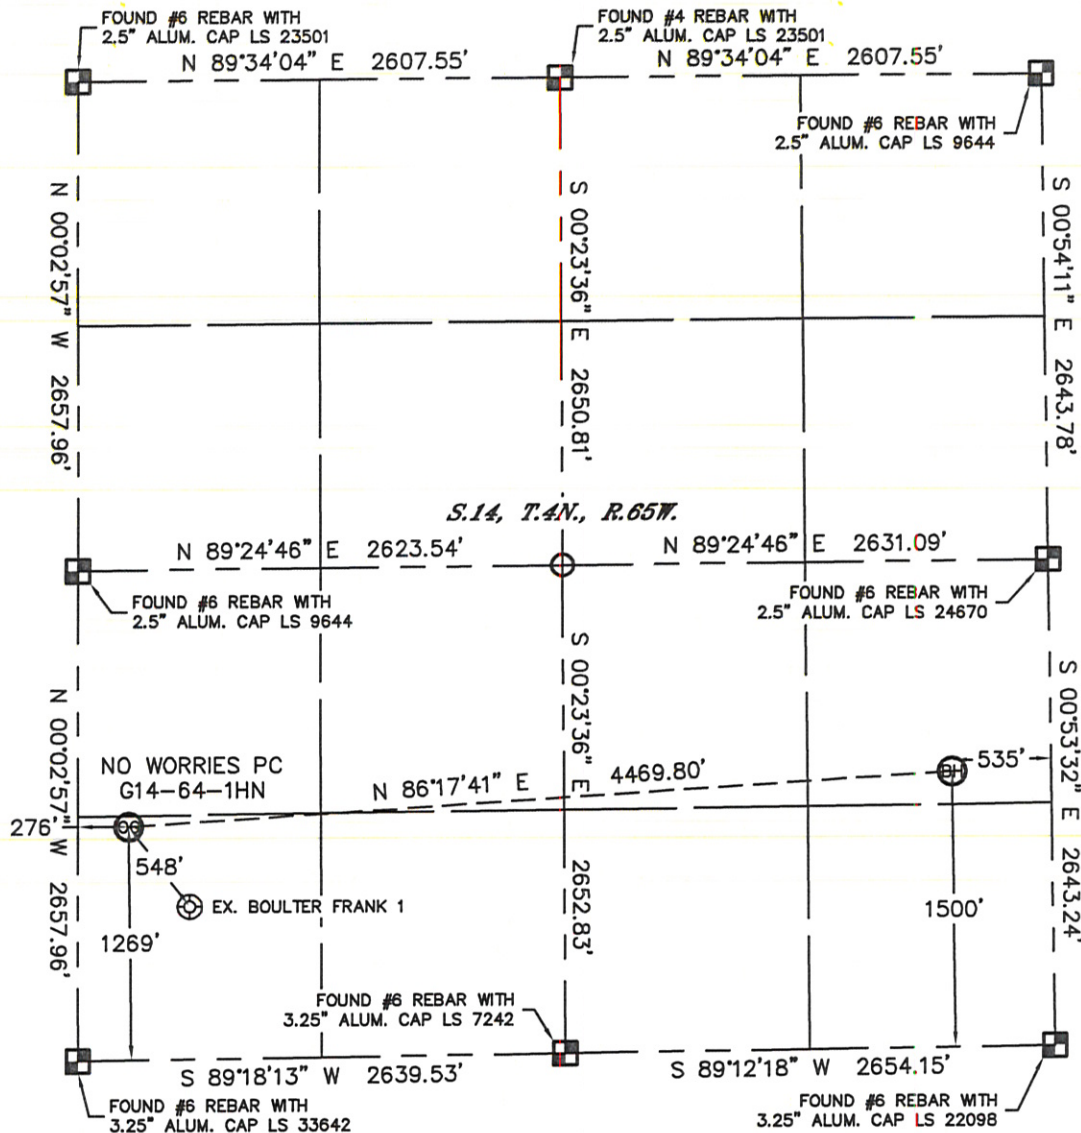 FOUND #6 REBAR WITH
2.5" ALUM. CAP LS 23501
FOUND #4 REBAR WITH
2.5" ALUM. CAP LS 23501
N 89°34'04" E 2607.55'
N 89°34'04" E 2607.55'
FOUND #6 REBAR WITH
2.5" ALUM. CAP LS 9644
N 00°02'57" W 2657.96'
S 00°23'36" E 2650.81'
S 00°54'11" E 2643.78'
S.14, T.4N., R.65W.
N 89°24'46" E 2623.54'
N 89°24'46" E 2631.09'
FOUND #6 REBAR WITH
2.5" ALUM. CAP LS 9644
FOUND #6 REBAR WITH
2.5" ALUM. CAP LS 24670
N 00°02'57" W 2657.96'
S 00°23'36" E 2652.83'
S 00°53'32" E 2643.24'
NO WORRIES PC
G14-64-1HN
N 86°17'41" E 4469.80'
BH
535'
276'
OG
548'
EX. BOULTER FRANK 1
1269'
1500'
FOUND #6 REBAR WITH
3.25" ALUM. CAP LS 7242
S 89°18'13" W 2639.53'
S 89°12'18" W 2654.15'
FOUND #6 REBAR WITH
3.25" ALUM. CAP LS 33642
FOUND #6 REBAR WITH
3.25" ALUM. CAP LS 22098